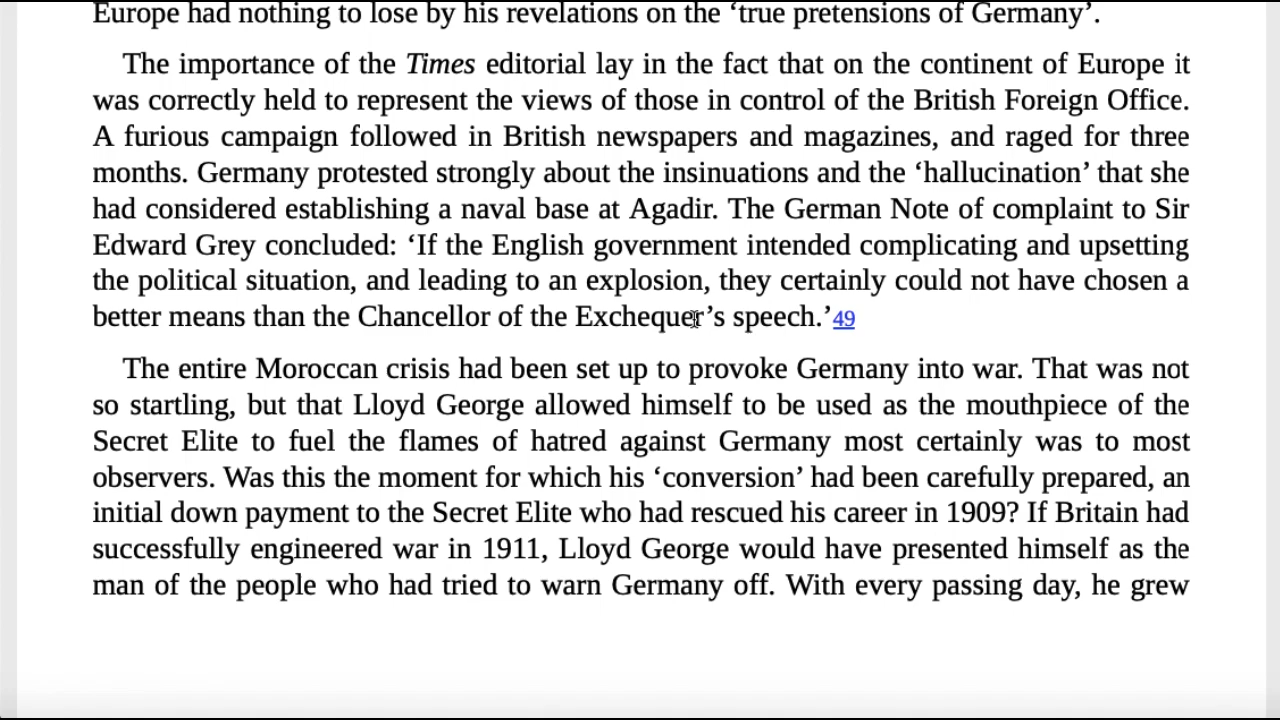 Europe had nothing to lose by his revelations on the ‘true pretensions of Germany’.
The importance of the Times editorial lay in the fact that on the continent of Europe it
was correctly held to represent the views of those in control of the British Foreign Office.
A furious campaign followed in British newspapers and magazines, and raged for three
months. Germany protested strongly about the insinuations and the ‘hallucination’ that she
had considered establishing a naval base at Agadir. The German Note of complaint to Sir
Edward Grey concluded: ‘If the English government intended complicating and upsetting
the political situation, and leading to an explosion, they certainly could not have chosen a
better means than the Chancellor of the Exchequer’s speech.’49
The entire Moroccan crisis had been set up to provoke Germany into war. That was not
so startling, but that Lloyd George allowed himself to be used as the mouthpiece of the
Secret Elite to fuel the flames of hatred against Germany most certainly was to most
observers. Was this the moment for which his ‘conversion’ had been carefully prepared, an
initial down payment to the Secret Elite who had rescued his career in 1909? If Britain had
successfully engineered war in 1911, Lloyd George would have presented himself as the
man of the people who had tried to warn Germany off. With every passing day, he grew